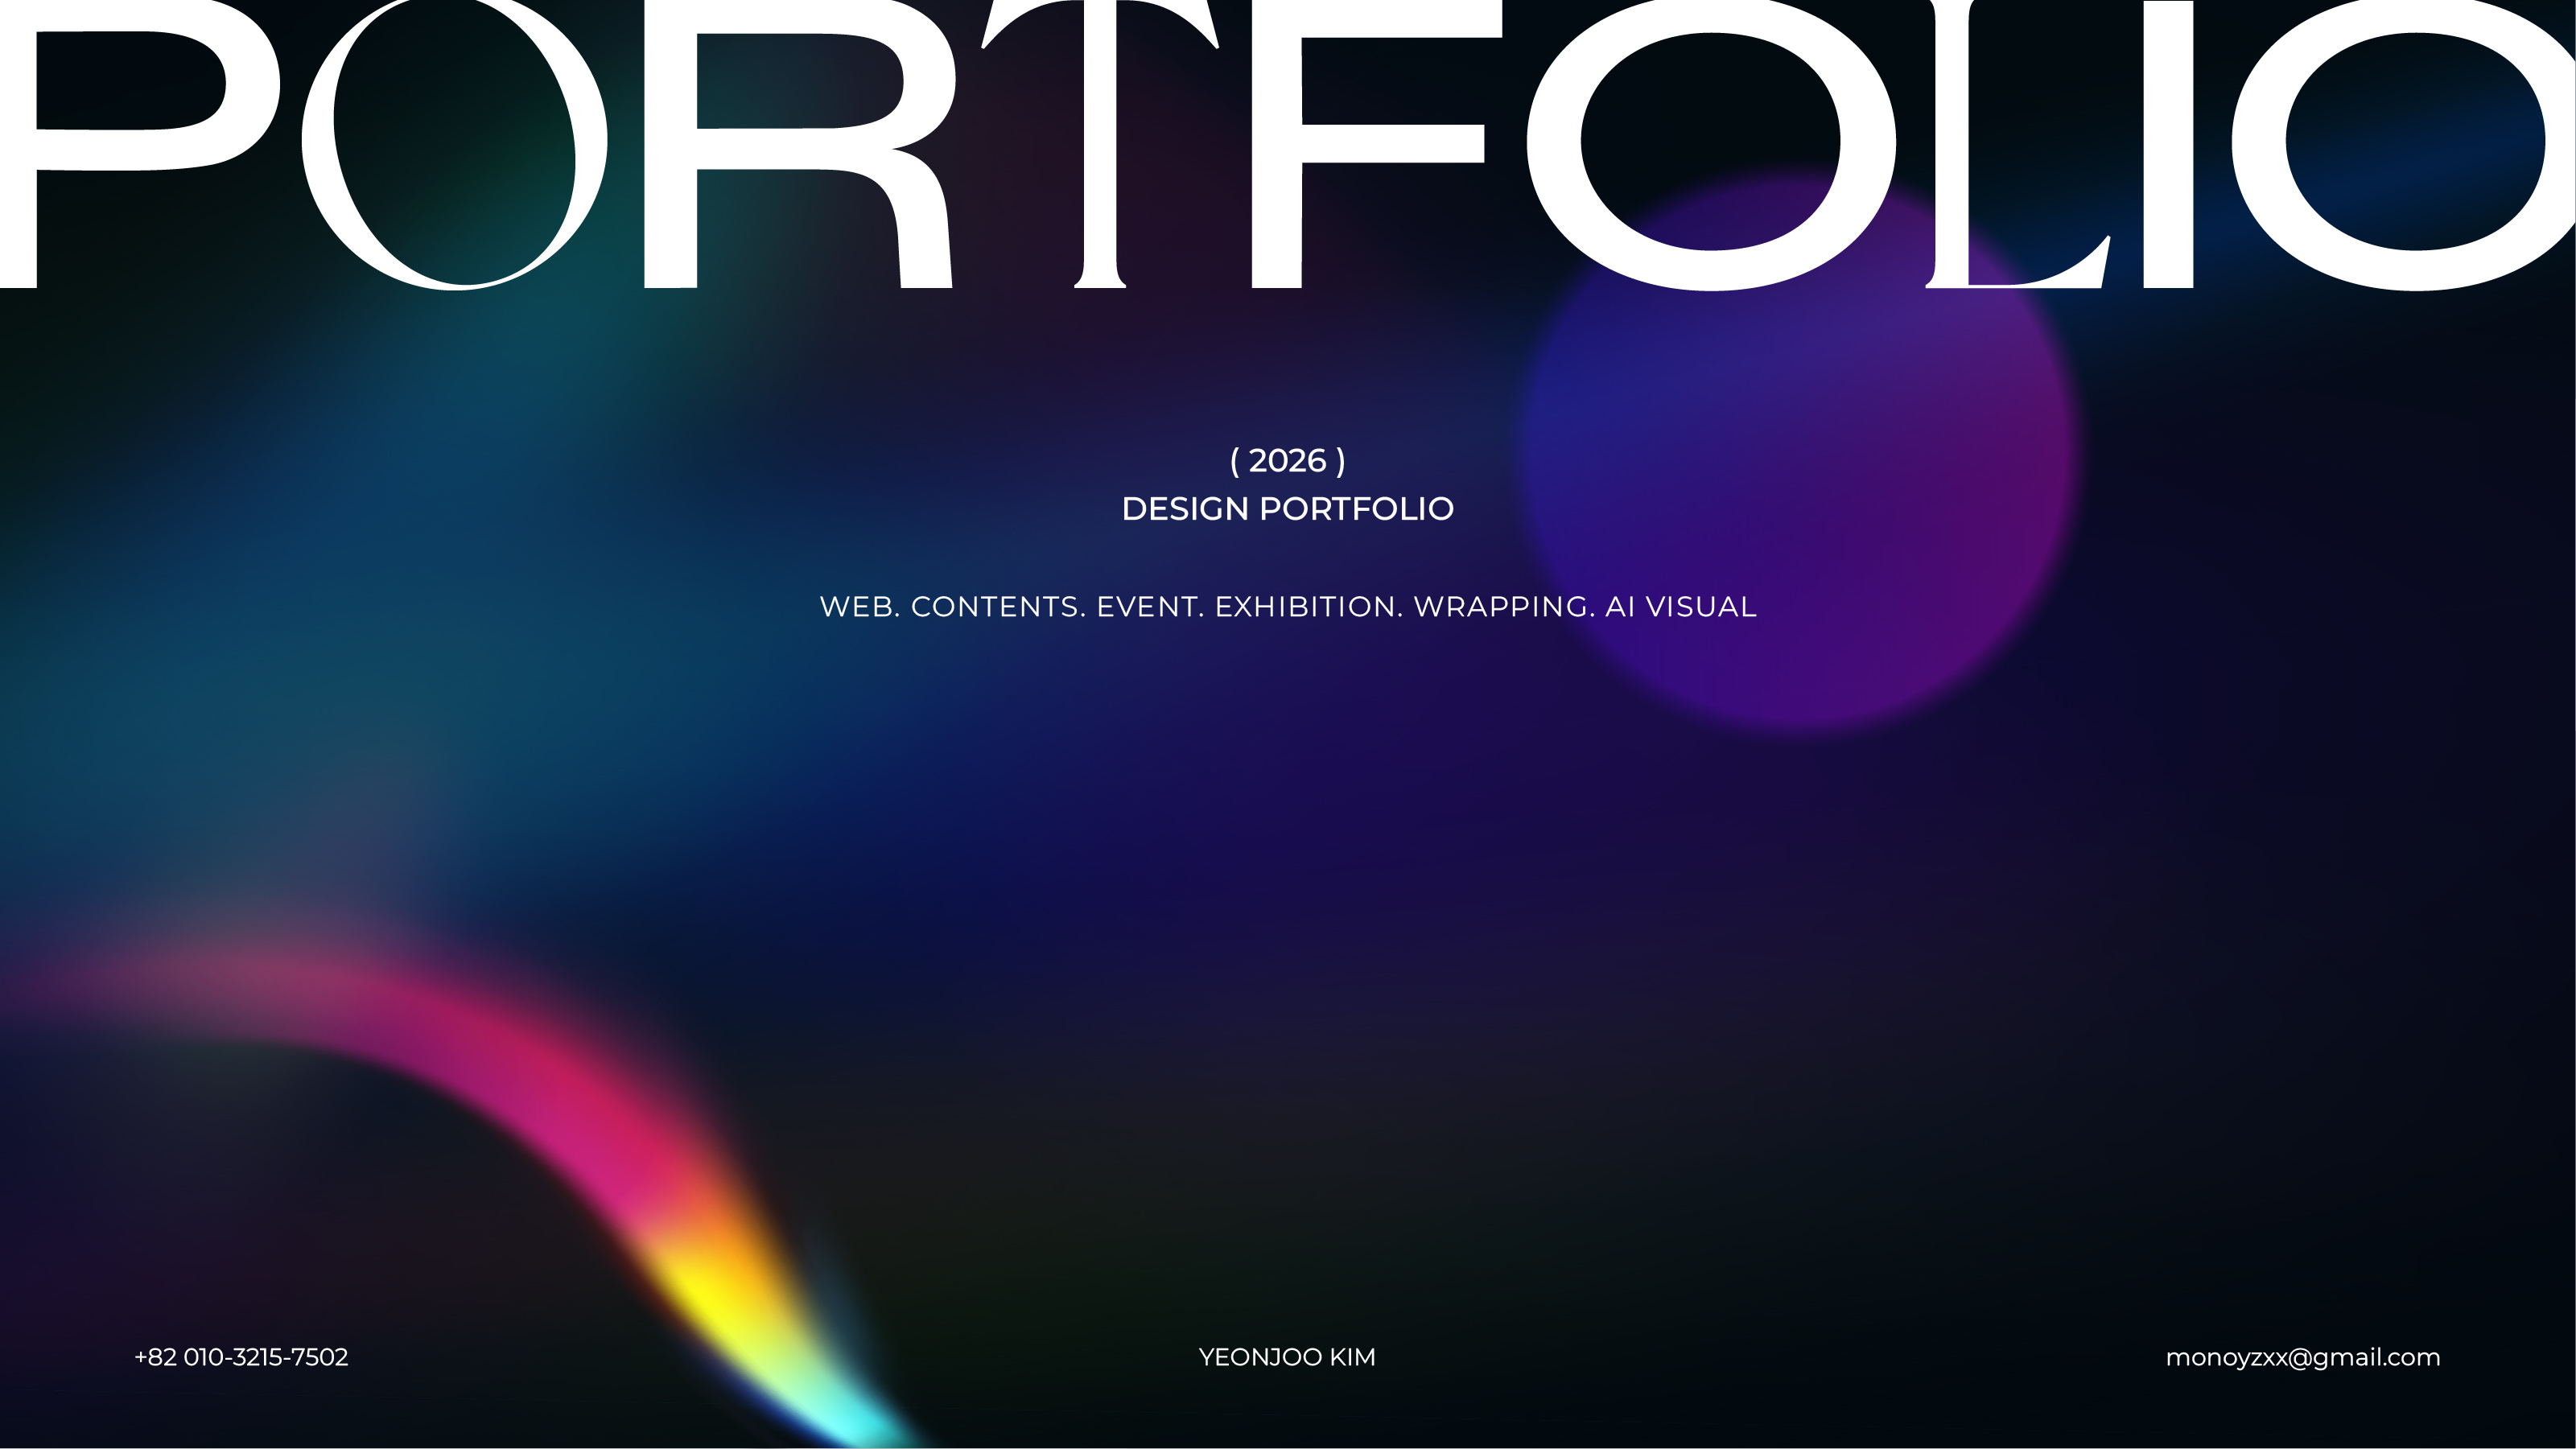 PORTFOLIO
( 2026 )
DESIGN PORTFOLIO
WEB. CONTENTS. EVENT. EXHIBITION. WRAPPING. AI VISUAL
+82 010-3215-7502
YEONJOO KIM
monoyzxx@gmail.com